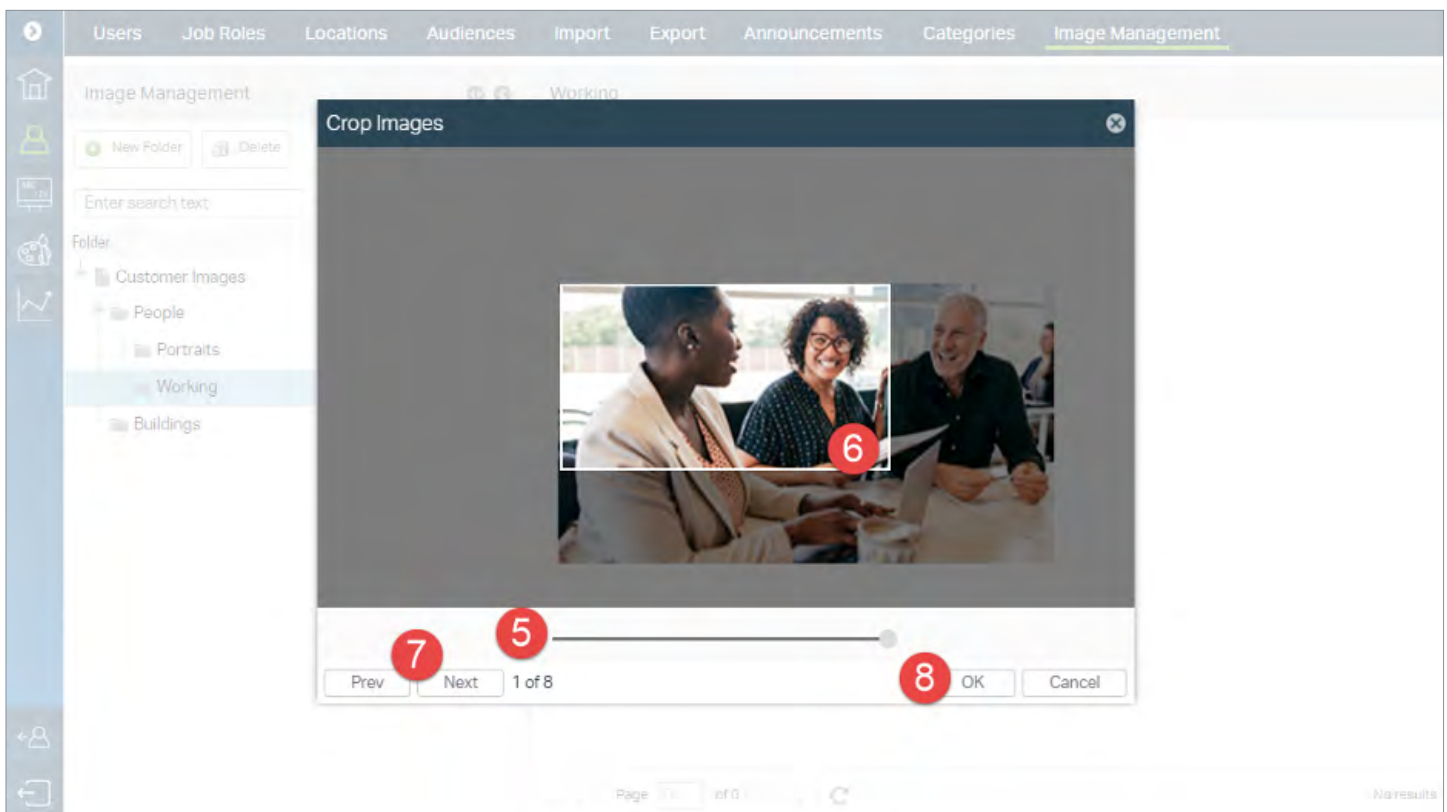 Users Job Roles Locations Audiences Import Export Announcements Categories Image Management
Image Management Working
Crop Images
New Folder Delete
Enter search text
Folder
Customer Images
People
Portraits
Working
Buildings
6
5
7
8
Prev Next 1 of 8 OK Cancel
Page of 0 No results